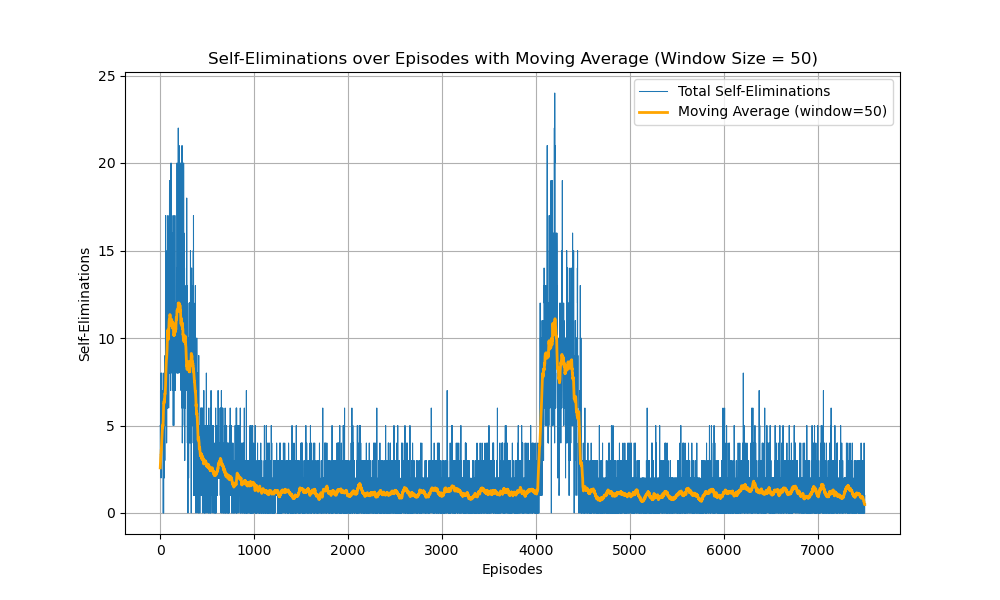 Self-Eliminations over Episodes with Moving Average (Window Size = 50)
Total Self-Eliminations
Moving Average (window=50)
Self-Eliminations
25
20
15
10
5
0
0 1000 2000 3000 4000 5000 6000 7000
Episodes